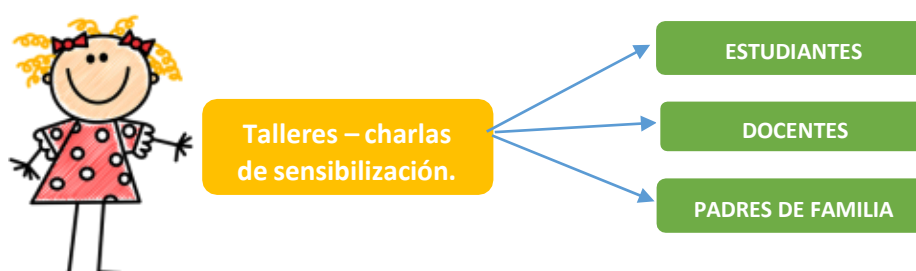 Talleres – charlas
de sensibilización.
ESTUDIANTES
DOCENTES
PADRES DE FAMILIA